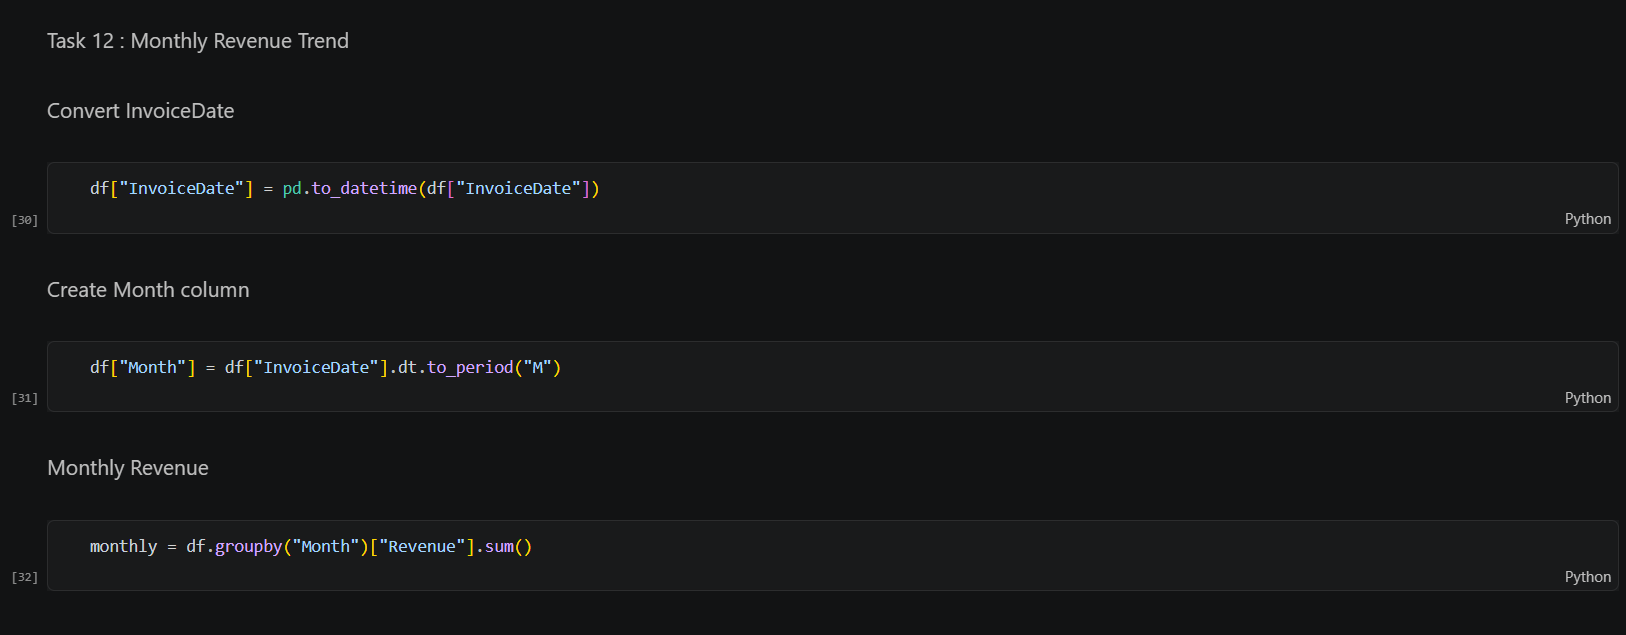 Task 12 : Monthly Revenue Trend
Convert InvoiceDate
df["InvoiceDate"] = pd.to_datetime(df["InvoiceDate"])
[30]
Python
Create Month column
df["Month"] = df["InvoiceDate"].dt.to_period("M")
[31]
Python
Monthly Revenue
monthly = df.groupby("Month")["Revenue"].sum()
[32]
Python